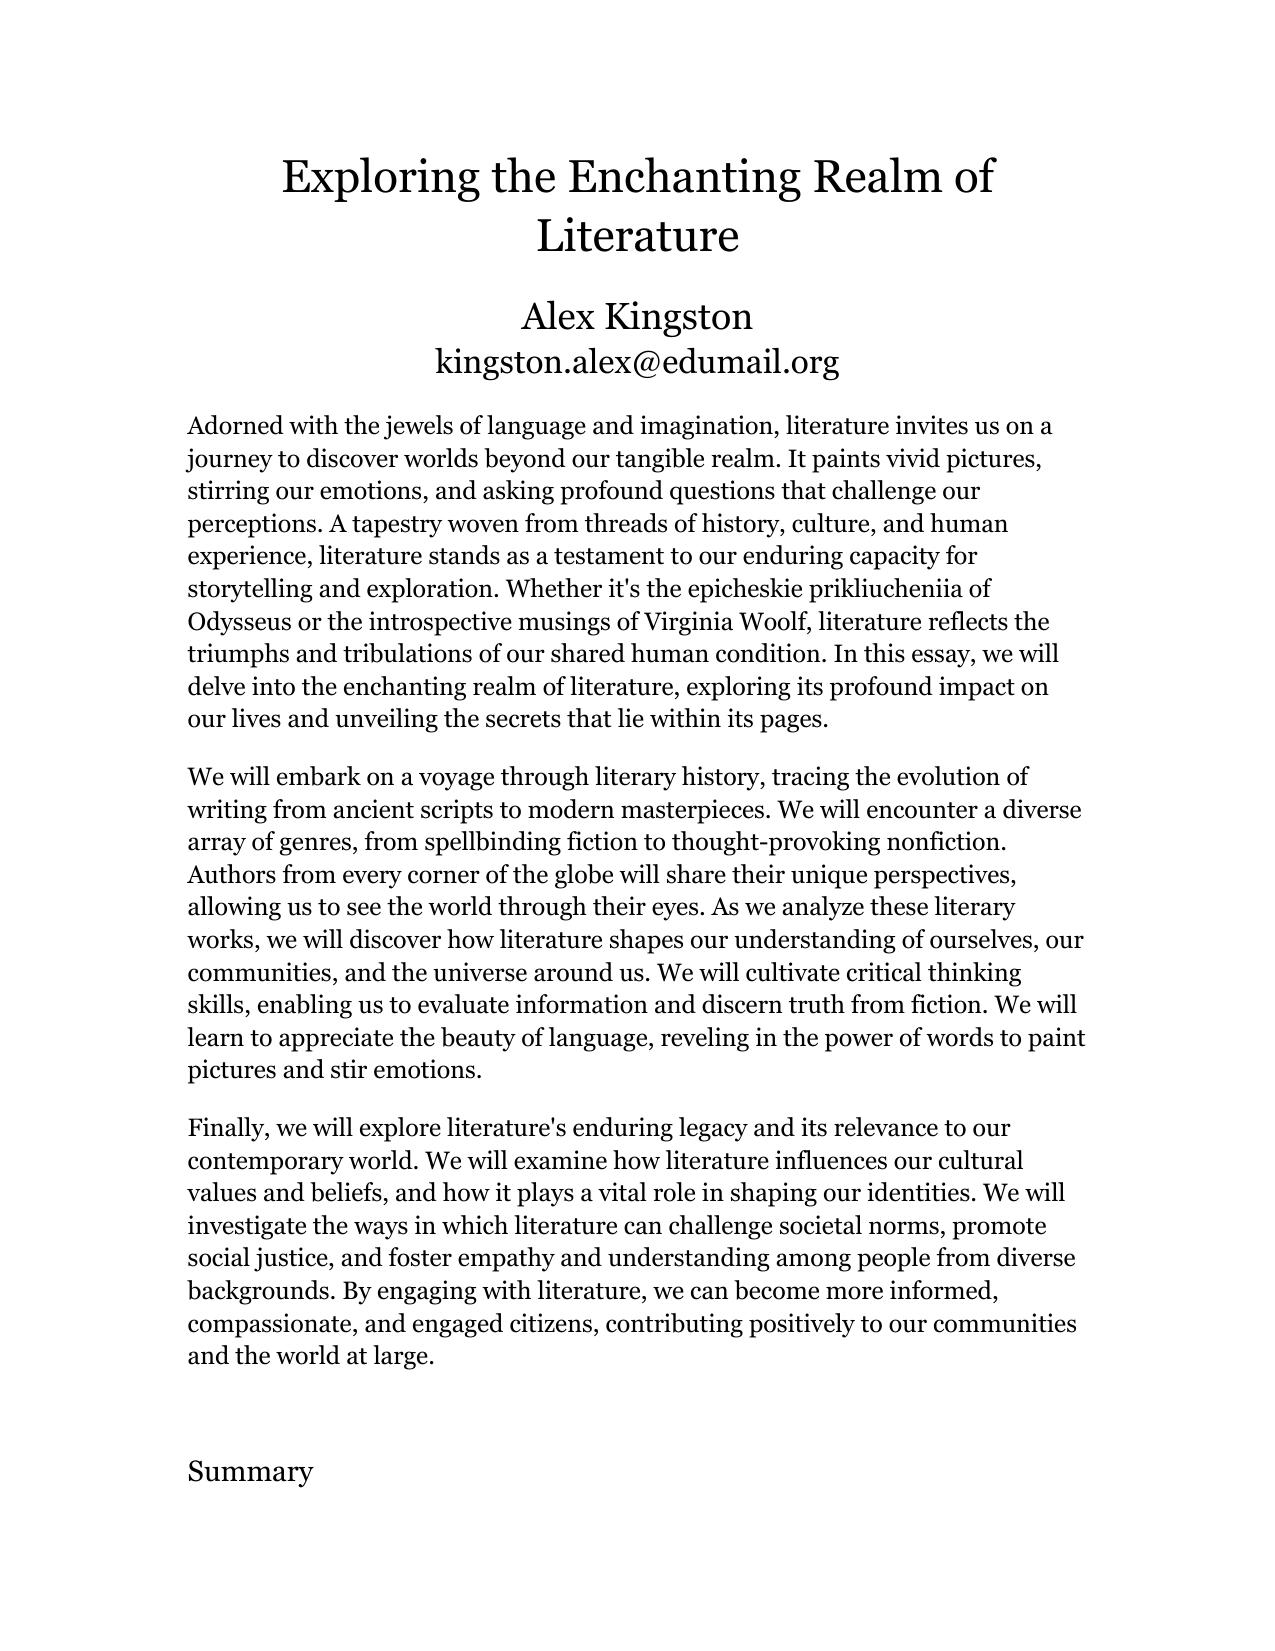 Exploring the Enchanting Realm of
Literature
Alex Kingston
kingston.alex@edumail.org
Adorned with the jewels of language and imagination, literature invites us on a
journey to discover worlds beyond our tangible realm. It paints vivid pictures,
stirring our emotions, and asking profound questions that challenge our
perceptions. A tapestry woven from threads of history, culture, and human
experience, literature stands as a testament to our enduring capacity for
storytelling and exploration. Whether it's the epicheskie prikliucheniia of
Odysseus or the introspective musings of Virginia Woolf, literature reflects the
triumphs and tribulations of our shared human condition. In this essay, we will
delve into the enchanting realm of literature, exploring its profound impact on
our lives and unveiling the secrets that lie within its pages.
We will embark on a voyage through literary history, tracing the evolution of
writing from ancient scripts to modern masterpieces. We will encounter a diverse
array of genres, from spellbinding fiction to thought-provoking nonfiction.
Authors from every corner of the globe will share their unique perspectives,
allowing us to see the world through their eyes. As we analyze these literary
works, we will discover how literature shapes our understanding of ourselves, our
communities, and the universe around us. We will cultivate critical thinking
skills, enabling us to evaluate information and discern truth from fiction. We will
learn to appreciate the beauty of language, reveling in the power of words to paint
pictures and stir emotions.
Finally, we will explore literature's enduring legacy and its relevance to our
contemporary world. We will examine how literature influences our cultural
values and beliefs, and how it plays a vital role in shaping our identities. We will
investigate the ways in which literature can challenge societal norms, promote
social justice, and foster empathy and understanding among people from diverse
backgrounds. By engaging with literature, we can become more informed,
compassionate, and engaged citizens, contributing positively to our communities
and the world at large.
Summary